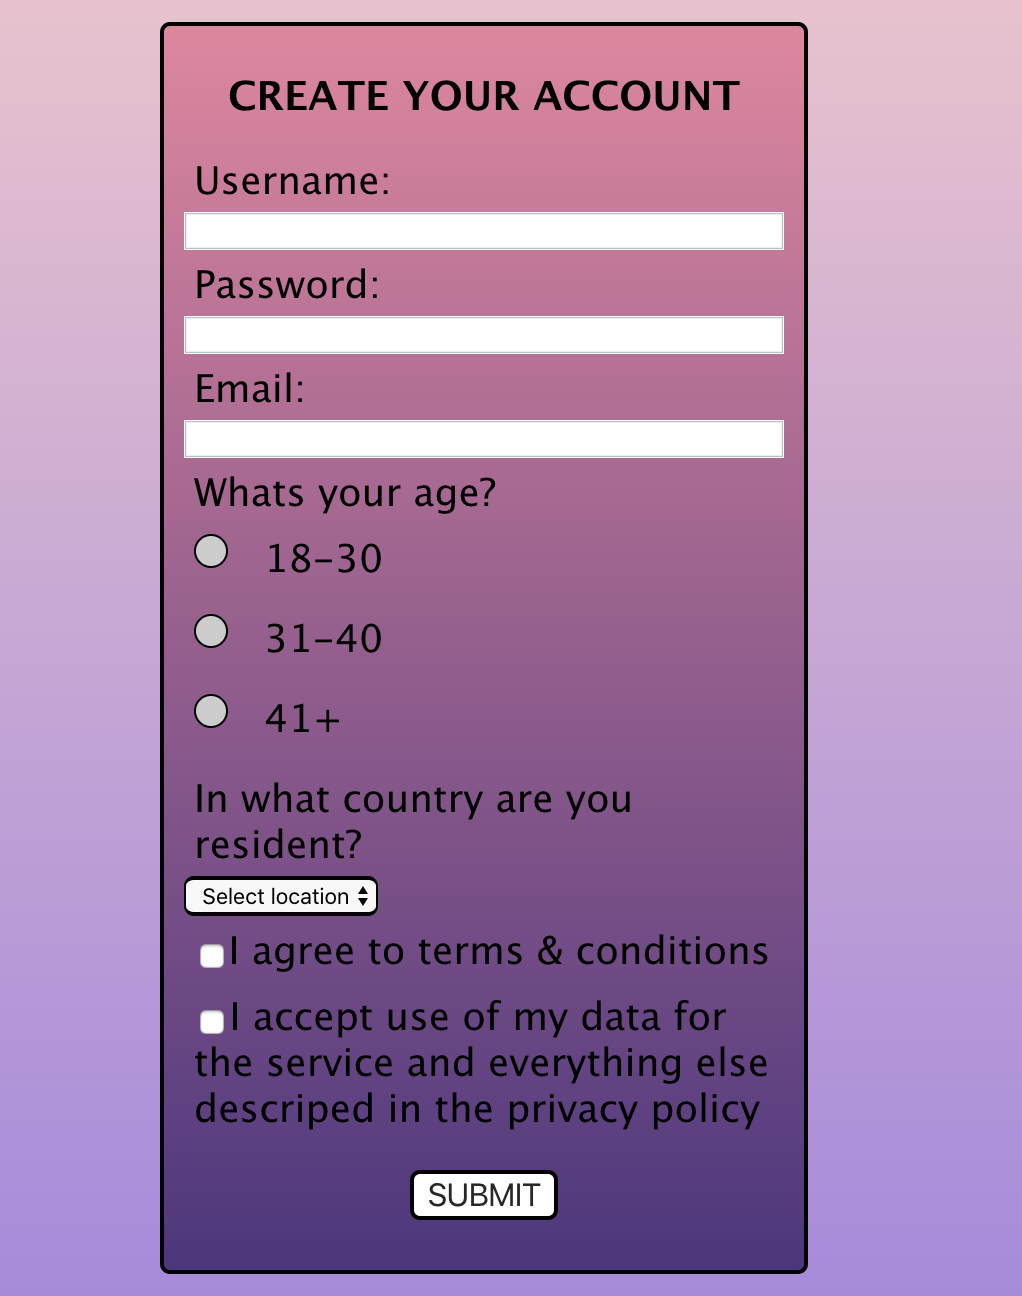 CREATE YOUR ACCOUNT
Username:
Password:
Email:
Whats your age?
18-30
31-40
41+
In what country are you
resident?
Select location
I agree to terms & conditions
I accept use of my data for
the service and everything else
descriped in the privacy policy
SUBMIT